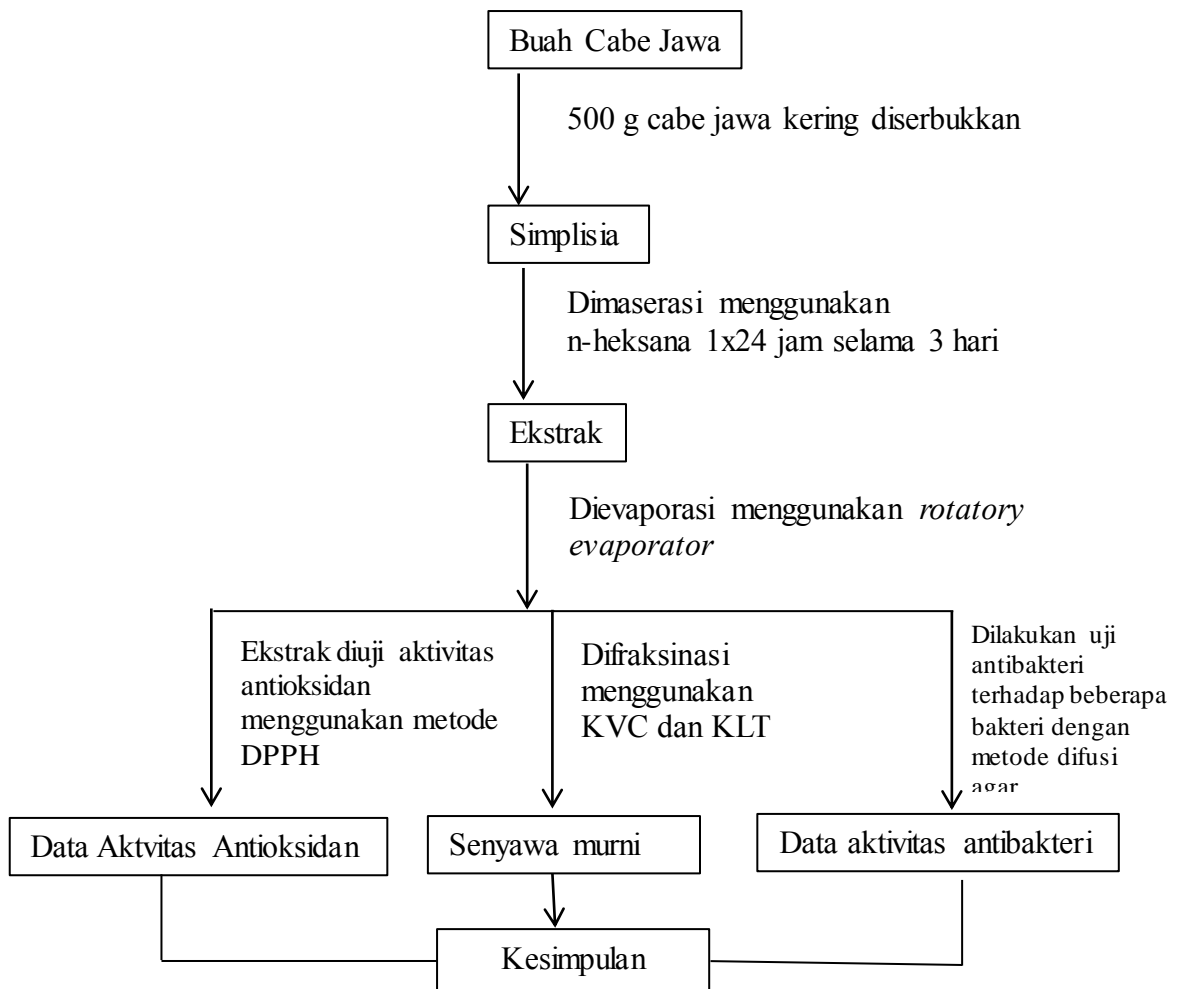 Buah Cabe Jawa
500 g cabe jawa kering diserbukkan
Simplisia
Dimaserasi menggunakan
n-heksana 1x24 jam selama 3 hari
Ekstrak
Dievaporasi menggunakan rotatory
evaporator
Ekstrak diuji aktivitas
antioksidan
menggunakan metode
DPPH
Difraksinasi
menggunakan
KVC dan KLT
Dilakukan uji
antibakteri
terhadap beberapa
bakteri dengan
metode difusi
agar
Data Aktvitas Antioksidan
Senyawa murni
Data aktivitas antibakteri
Kesimpulan